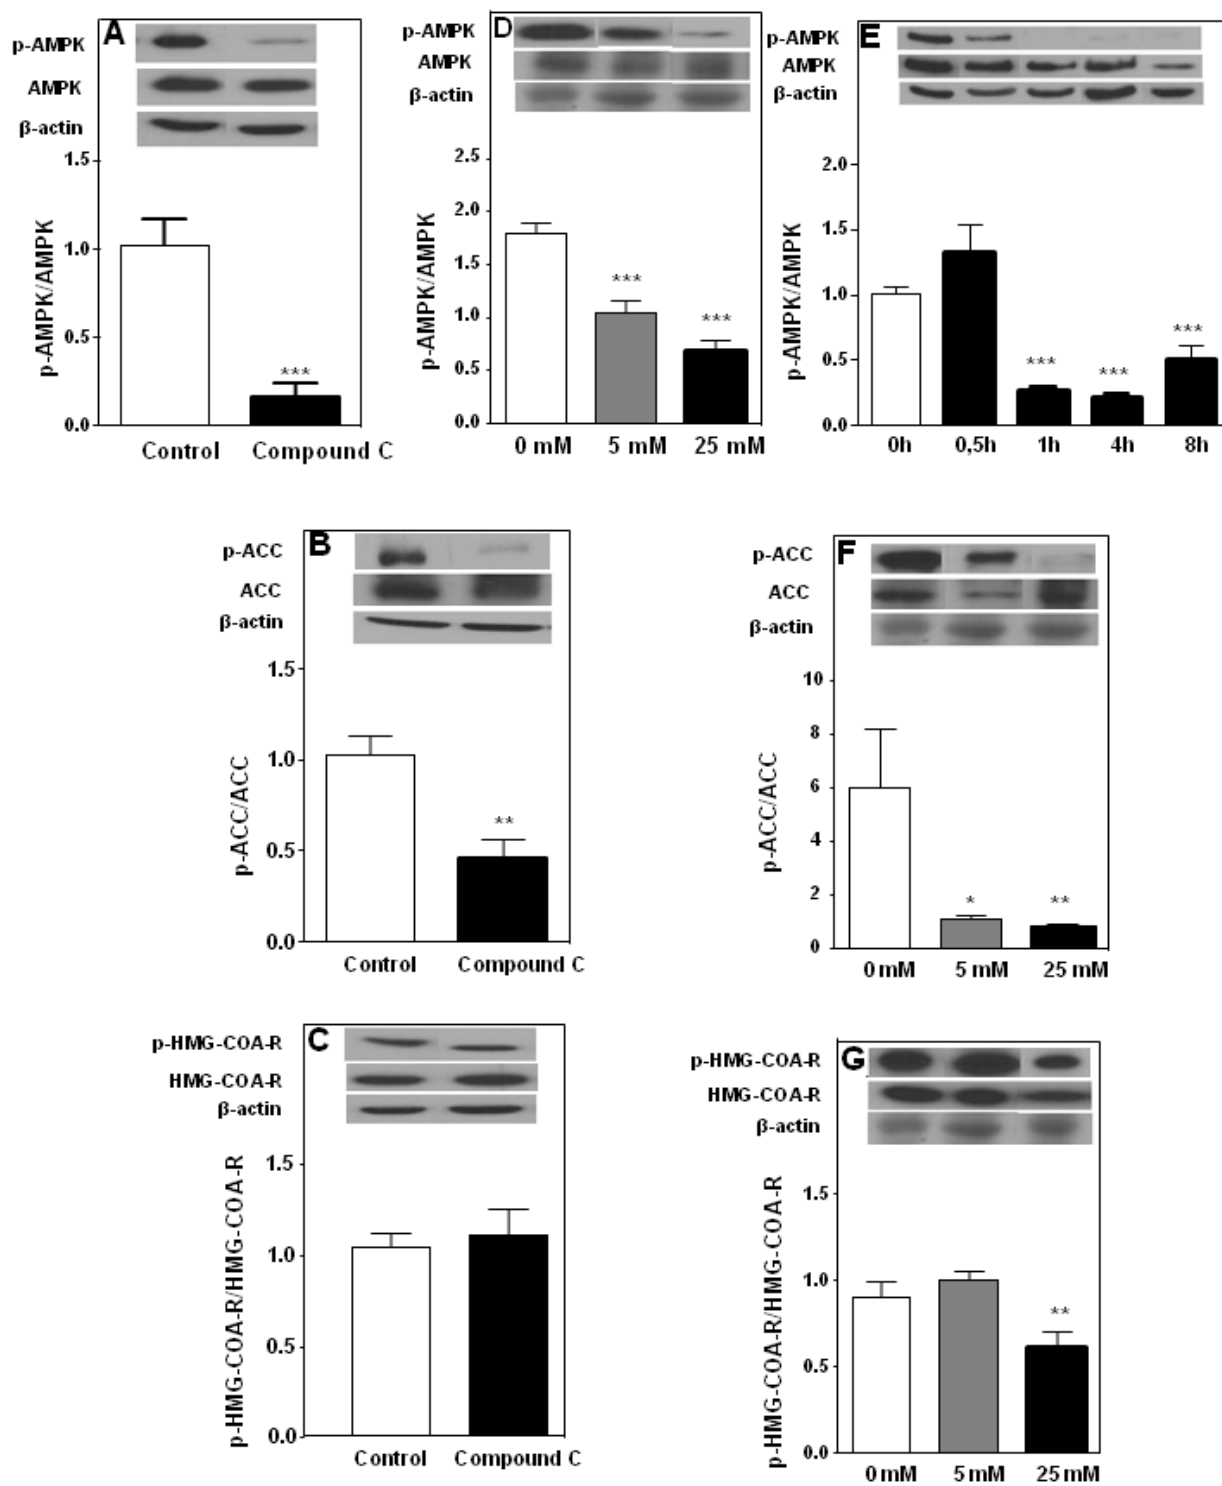 A
p-AMPK
AMPK
β-actin
1.5
1.0
0.5
0.0
p-AMPK/AMPK
***
Control
Compound C
D
p-AMPK
AMPK
β-actin
2.5
2.0
1.5
1.0
0.5
0.0
p-AMPK/AMPK
***
***
0 mM
5 mM
25 mM
E
p-AMPK
AMPK
β-actin
2.0
1.5
1.0
0.5
0.0
p-AMPK/AMPK
***
***
***
0h
0,5h
1h
4h
8h
B
p-ACC
ACC
β-actin
1.5
1.0
0.5
0.0
p-ACC/ACC
**
Control
Compound C
F
p-ACC
ACC
β-actin
10
8
6
4
2
0
p-ACC/ACC
*
**
0 mM
5 mM
25 mM
C
p-HMG-COA-R
HMG-COA-R
β-actin
1.5
1.0
0.5
0.0
p-HMG-COA-R/HMG-COA-R
Control
Compound C
G
p-HMG-COA-R
HMG-COA-R
β-actin
1.5
1.0
0.5
0.0
p-HMG-COA-R/HMG-COA-R
**
0 mM
5 mM
25 mM